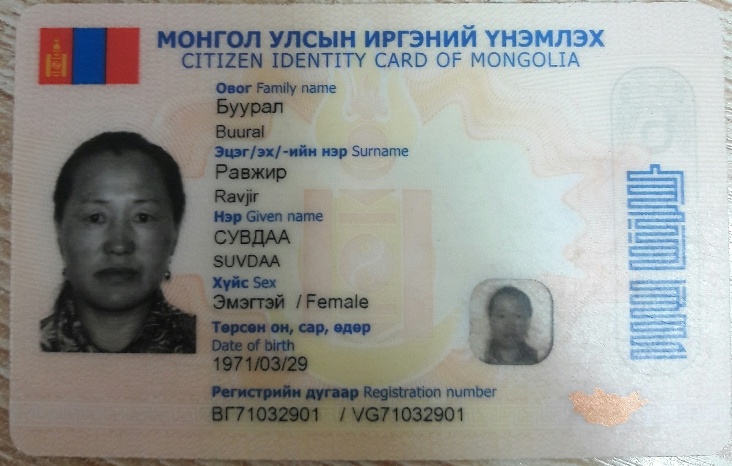 МОНГОЛ УЛСЫН ИРГЭНИЙ ҮНЭМЛЭХ
CITIZEN IDENTITY CARD OF MONGOLIA
Овог Family name
Буурал
Buural
Эцэг/эх/-ийн нэр Surname
Равжир
Ravjir
Нэр Given name
СУВДАА
SUVDAA
Хүйс Sex
Эмэгтэй / Female
Төрсөн он, сар, өдөр
Date of birth
1971/03/29
Регистрийн дугаар Registration number
ВГ71032901 / VG71032901